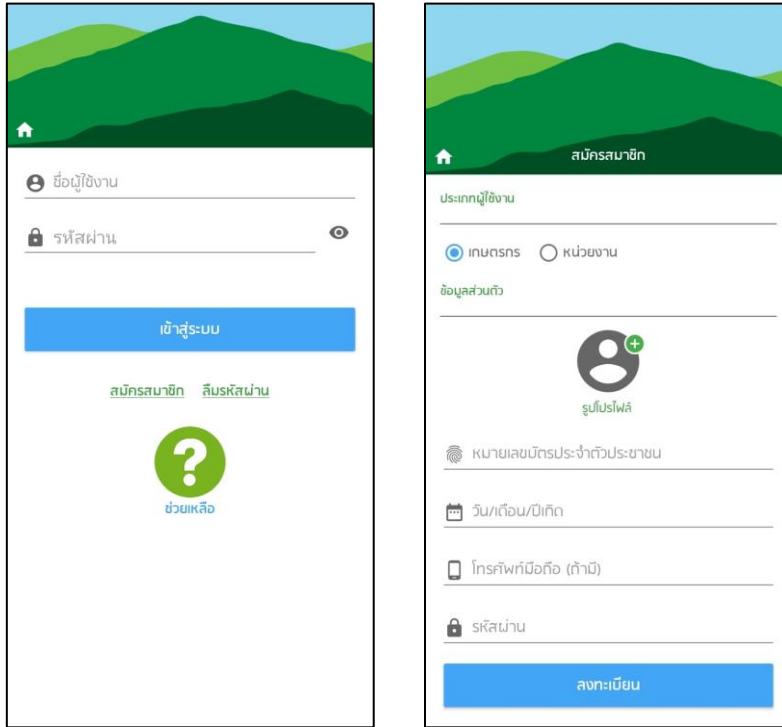 ชื่อผู้ใช้งาน
รหัสผ่าน
เข้าสู่ระบบ
สมัครสมาชิก ลืมรหัสผ่าน
?
ช่วยเหลือ
สมัครสมาชิก
ประเภทผู้ใช้งาน
เกษตรกร หน่วยงาน
ข้อมูลส่วนตัว
รูปโปรไฟล์
หมายเลขบัตรประจำตัวประชาชน
วัน/เดือน/ปีเกิด
โทรศัพท์มือถือ (ถ้ามี)
รหัสผ่าน
ลงทะเบียน